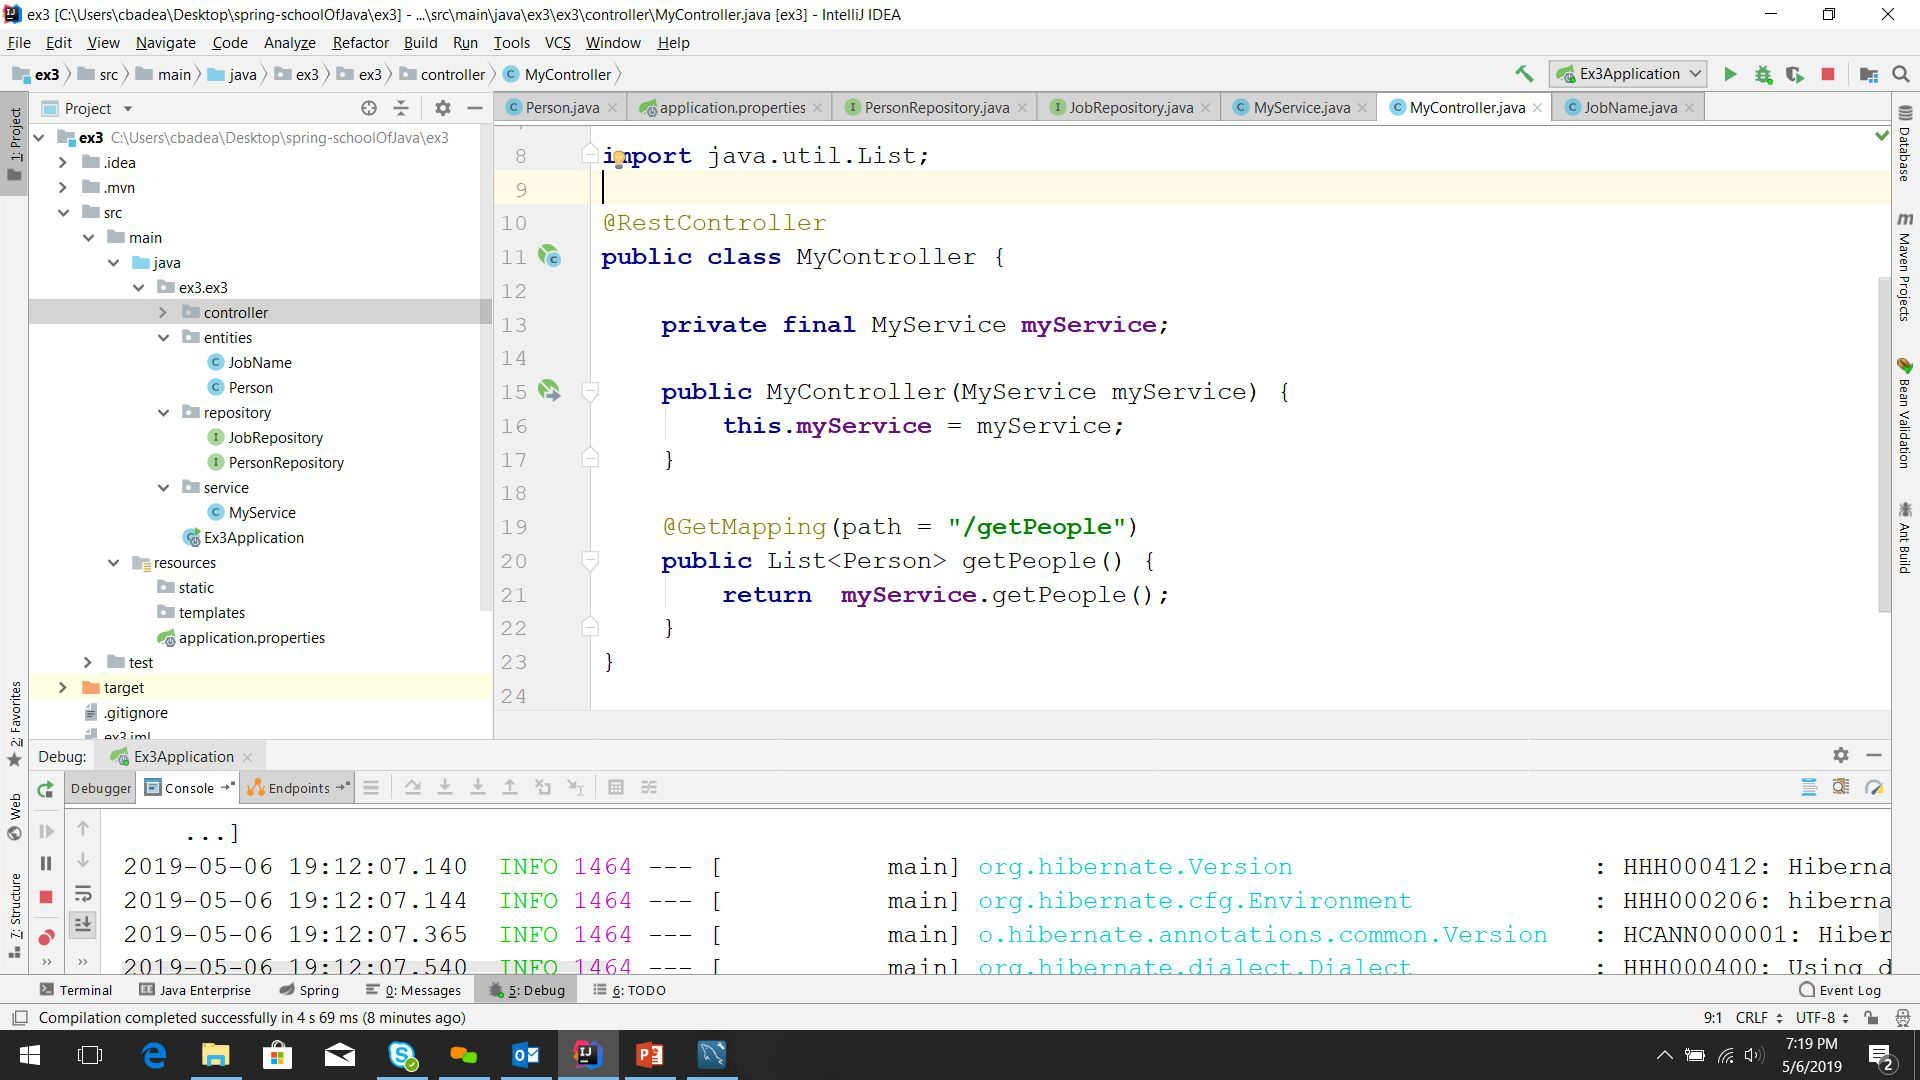 ex3 [C:\Users\cbadea\Desktop\spring-schoolOfJava\ex3] - ...\src\main\java\ex3\ex3\controller\MyController.java [ex3] - IntelliJ IDEA
File Edit View Navigate Code Analyze Refactor Build Run Tools VCS Window Help
ex3 src main java ex3 ex3 controller MyController Ex3Application
Project
Person.java application.properties PersonRepository.java JobRepository.java MyService.java MyController.java JobName.java
1: Project
ex3 C:\Users\cbadea\Desktop\spring-schoolOfJava\ex3
.idea
.mvn
src
main
java
ex3.ex3
controller
entities
JobName
Person
repository
JobRepository
PersonRepository
service
MyService
Ex3Application
resources
static
templates
application.properties
test
target
.gitignore
ex3.iml
8 import java.util.List;
9
10 @RestController
11 public class MyController {
12
13 private final MyService myService;
14
15 public MyController(MyService myService) {
16 this.myService = myService;
17 }
18
19 @GetMapping(path = "/getPeople")
20 public List<Person> getPeople() {
21 return  myService.getPeople();
22 }
23 }
24
Database
Maven Projects
Bean Validation
Ant Build
2: Favorites
Web
7: Structure
Debug: Ex3Application
Debugger Console Endpoints
...]
2019-05-06 19:12:07.140 INFO 1464 --- [ main] org.hibernate.Version : HHH000412: Hiberna
2019-05-06 19:12:07.144 INFO 1464 --- [ main] org.hibernate.cfg.Environment : HHH000206: hiberna
2019-05-06 19:12:07.365 INFO 1464 --- [ main] o.hibernate.annotations.common.Version : HCANN000001: Hiber
2019-05-06 19:12:07.540 INFO 1464 --- [ main] org.hibernate.dialect.Dialect : HHH000400: Using d
Terminal Java Enterprise Spring 0: Messages 5: Debug 6: TODO Event Log
Compilation completed successfully in 4 s 69 ms (8 minutes ago) 9:1 CRLF UTF-8
7:19 PM
5/6/2019
2